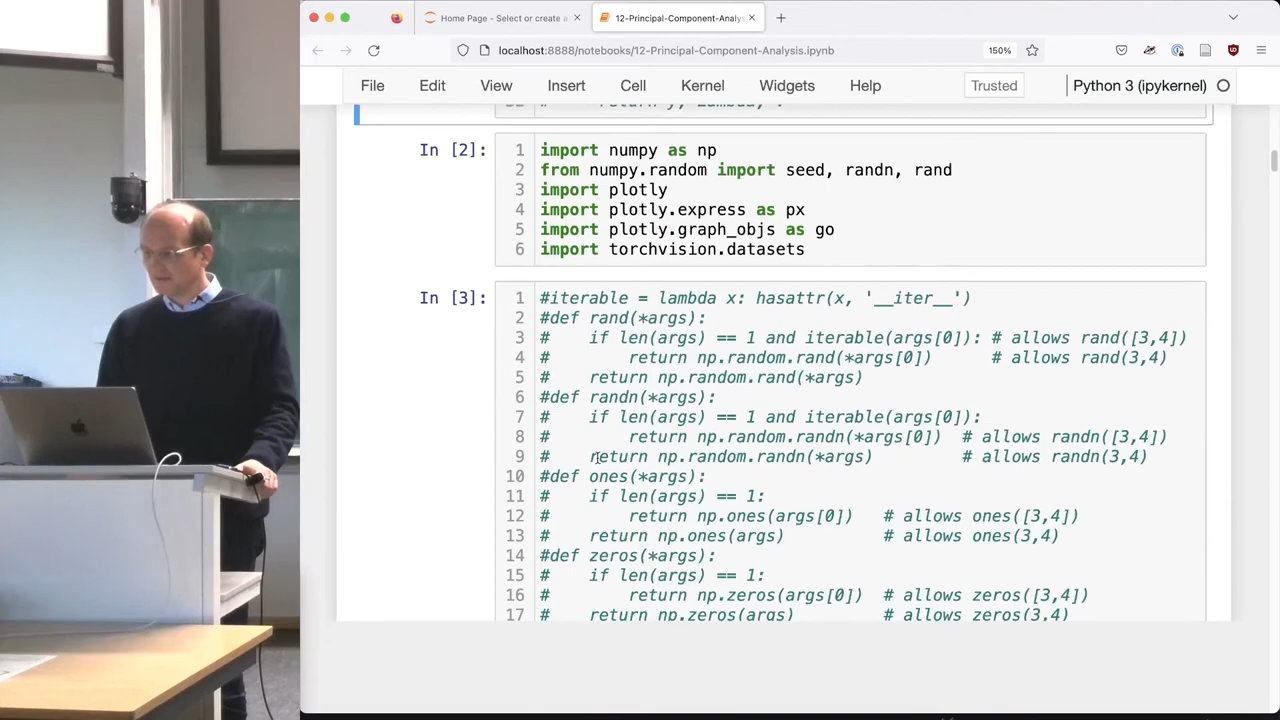 Home Page - Select or create a
12-Principal-Component-Analys
localhost:8888/notebooks/12-Principal-Component-Analysis.ipynb
150%
File Edit View Insert Cell Kernel Widgets Help
Trusted
Python 3 (ipykernel)
In [2]:
1 import numpy as np
2 from numpy.random import seed, randn, rand
3 import plotly
4 import plotly.express as px
5 import plotly.graph_objs as go
6 import torchvision.datasets
In [3]:
1 #iterable = lambda x: hasattr(x, '__iter__')
2 #def rand(*args):
3 #    if len(args) == 1 and iterable(args[0]): # allows rand([3,4])
4 #        return np.random.rand(*args[0])      # allows rand(3,4)
5 #    return np.random.rand(*args)
6 #def randn(*args):
7 #    if len(args) == 1 and iterable(args[0]):
8 #        return np.random.randn(*args[0])  # allows randn([3,4])
9 #    return np.random.randn(*args)         # allows randn(3,4)
10 #def ones(*args):
11 #    if len(args) == 1:
12 #        return np.ones(args[0])   # allows ones([3,4])
13 #    return np.ones(args)          # allows ones(3,4)
14 #def zeros(*args):
15 #    if len(args) == 1:
16 #        return np.zeros(args[0])  # allows zeros([3,4])
17 #    return np.zeros(args)         # allows zeros(3,4)